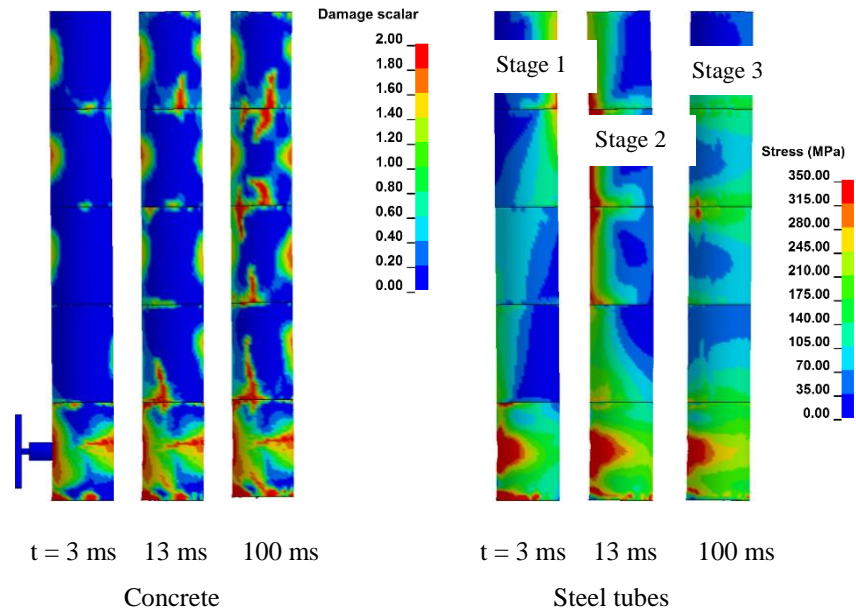 Damage scalar
2.00
1.80
1.60
1.40
1.20
1.00
0.80
0.60
0.40
0.20
0.00
Stage 1
Stage 2
Stage 3
Stress (MPa)
350.00
315.00
280.00
245.00
210.00
175.00
140.00
105.00
70.00
35.00
0.00
t = 3 ms 13 ms 100 ms
Concrete
t = 3 ms 13 ms 100 ms
Steel tubes